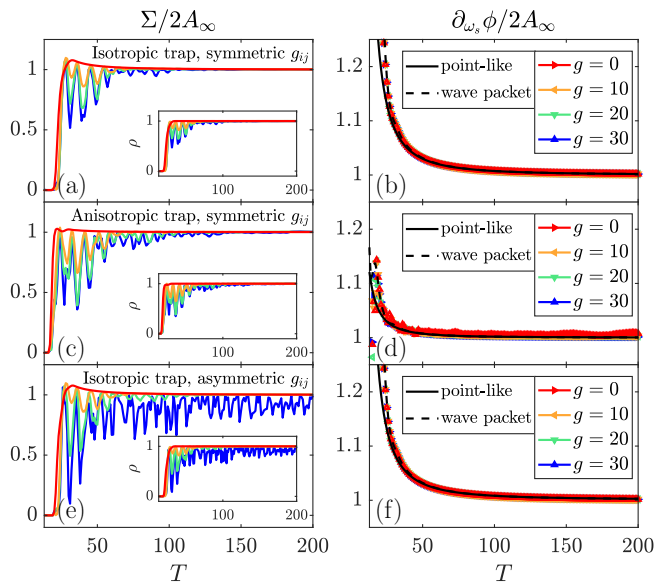 Σ/2A∞
∂ωsϕ/2A∞
Isotropic trap, symmetric gij
1
0.5
0
(a)
ρ
1
0
100
200
1.2
1.1
1
(b)
point-like
wave packet
g = 0
g = 10
g = 20
g = 30
Anisotropic trap, symmetric gij
1
0.5
0
(c)
ρ
1
0
100
200
1.2
1.1
1
(d)
point-like
wave packet
g = 0
g = 10
g = 20
g = 30
Isotropic trap, asymmetric gij
1
0.5
0
(e)
ρ
1
0
100
200
50
100
150
200
T
1.2
1.1
1
(f)
point-like
wave packet
g = 0
g = 10
g = 20
g = 30
50
100
150
200
T